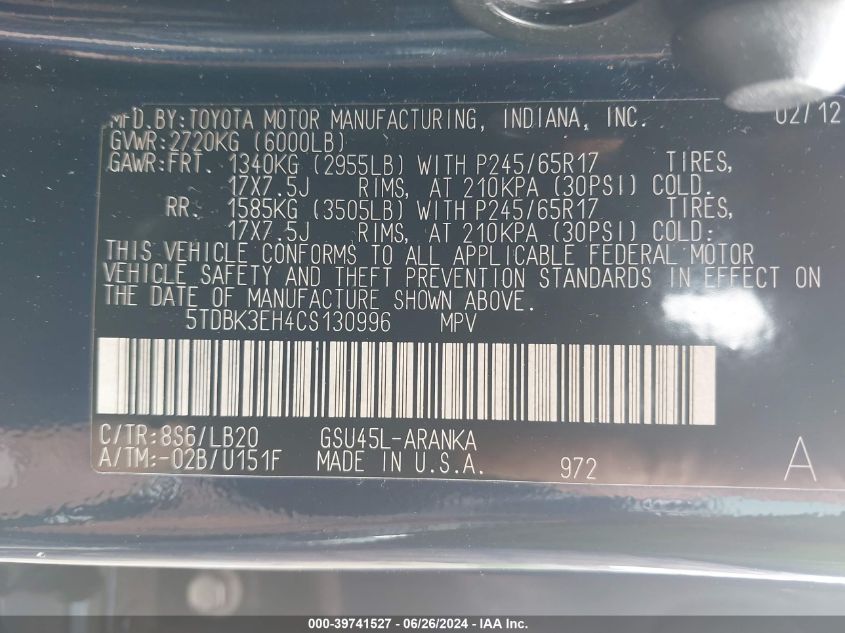 MFD.BY:TOYOTA MOTOR MANUFACTURING, INDIANA, INC. 02/12
GVWR:2720KG (6000LB)
GAWR:FRT. 1340KG (2955LB) WITH P245/65R17 TIRES,
17X7.5J RIMS, AT 210KPA (30PSI) COLD.
RR. 1585KG (3505LB) WITH P245/65R17 TIRES,
17X7.5J RIMS, AT 210KPA (30PSI) COLD:
THIS VEHICLE CONFORMS TO ALL APPLICABLE FEDERAL MOTOR
VEHICLE SAFETY AND THEFT PREVENTION STANDARDS IN EFFECT ON
THE DATE OF MANUFACTURE SHOWN ABOVE.
5TDBK3EH4CS130996 MPV
C/TR:8S6/LB20 GSU45L-ARANKA
A/TM:-02B/U151F MADE IN U.S.A. 972 A
000-39741527 - 06/26/2024 - IAA Inc.